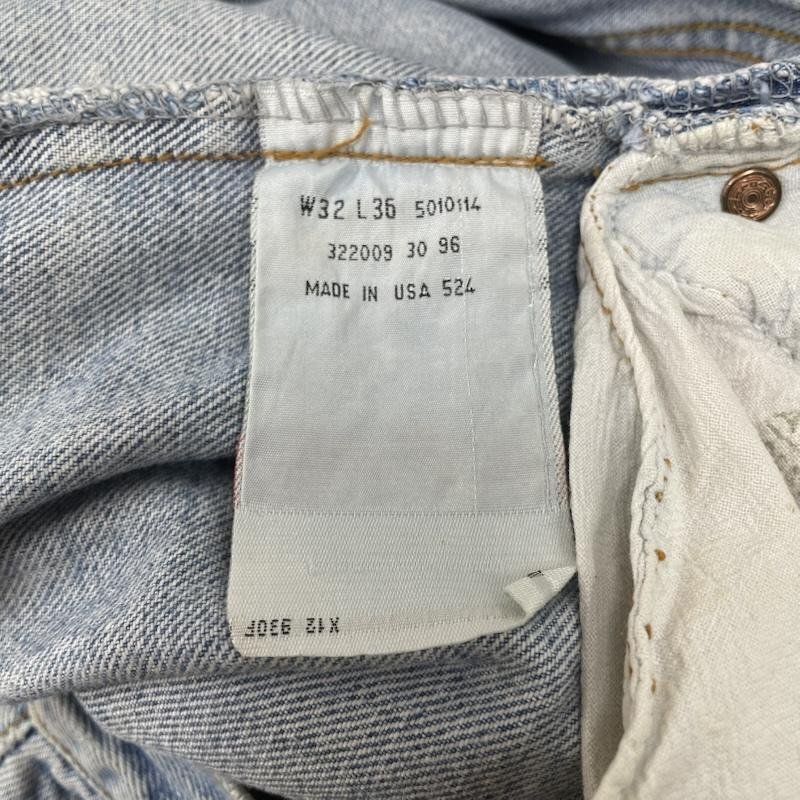 W32 L36 5010114
322009 30 96
MADE IN USA 524
X12 930F